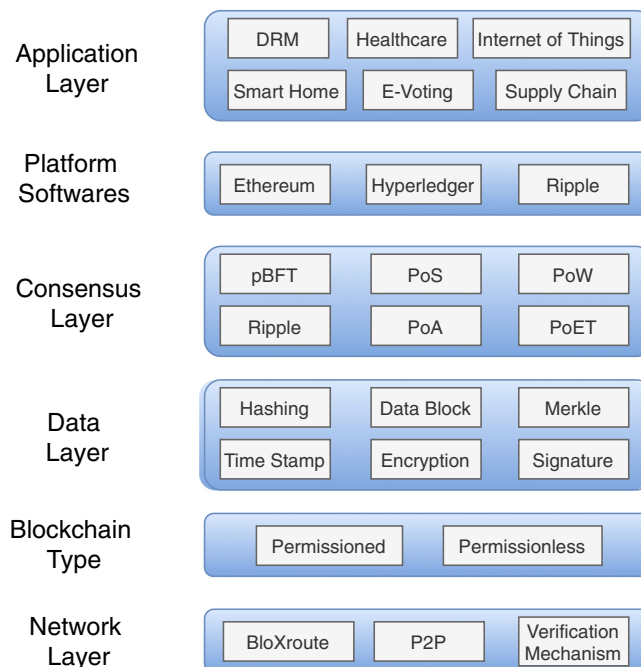 Application
Layer
DRM
Healthcare
Internet of Things
Smart Home
E-Voting
Supply Chain
Platform
Softwares
Ethereum
Hyperledger
Ripple
Consensus
Layer
pBFT
PoS
PoW
Ripple
PoA
PoET
Data
Layer
Hashing
Data Block
Merkle
Time Stamp
Encryption
Signature
Blockchain
Type
Permissioned
Permissionless
Network
Layer
BloXroute
P2P
Verification
Mechanism